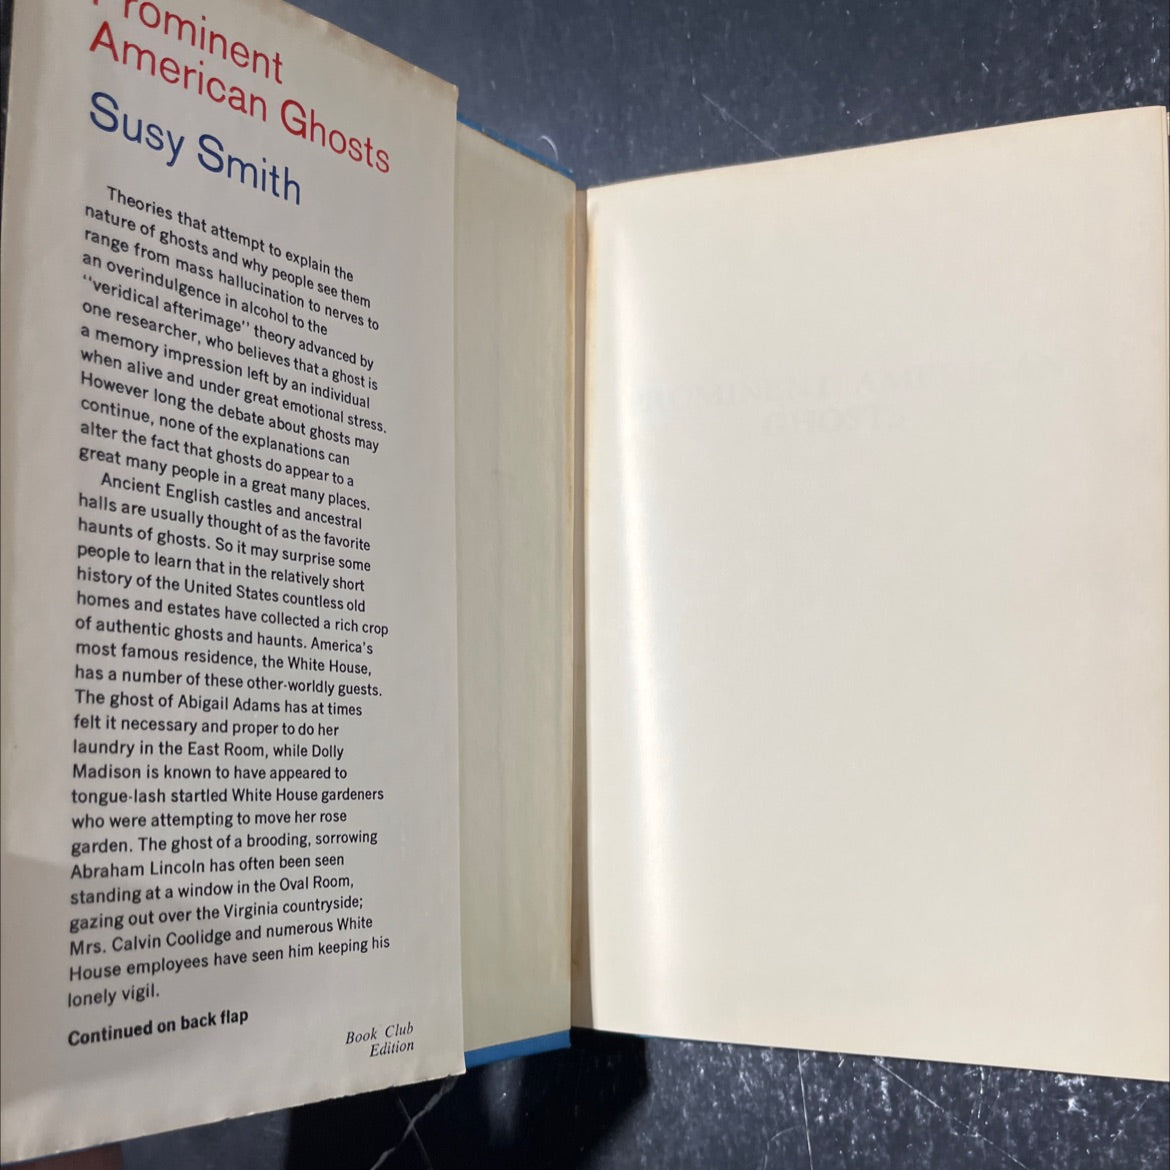 Prominent
American Ghosts
Susy Smith
Theories that attempt to explain the
nature of ghosts and why people see them
range from mass hallucination to nerves to
an overindulgence in alcohol to the
"veridical afterimage" theory advanced by
one researcher, who believes that a ghost is
a memory impression left by an individual
when alive and under great emotional stress.
However long the debate about ghosts may
continue, none of the explanations can
alter the fact that ghosts do appear to a
great many people in a great many places.
Ancient English castles and ancestral
halls are usually thought of as the favorite
haunts of ghosts. So it may surprise some
people to learn that in the relatively short
history of the United States countless old
homes and estates have collected a rich crop
of authentic ghosts and haunts. America's
most famous residence, the White House,
has a number of these other-worldly guests.
The ghost of Abigail Adams has at times
felt it necessary and proper to do her
laundry in the East Room, while Dolly
Madison is known to have appeared to
tongue-lash startled White House gardeners
who were attempting to move her rose
garden. The ghost of a brooding, sorrowing
Abraham Lincoln has often been seen
standing at a window in the Oval Room,
gazing out over the Virginia countryside;
Mrs. Calvin Coolidge and numerous White
House employees have seen him keeping his
lonely vigil.
Continued on back flap
Book Club
Edition